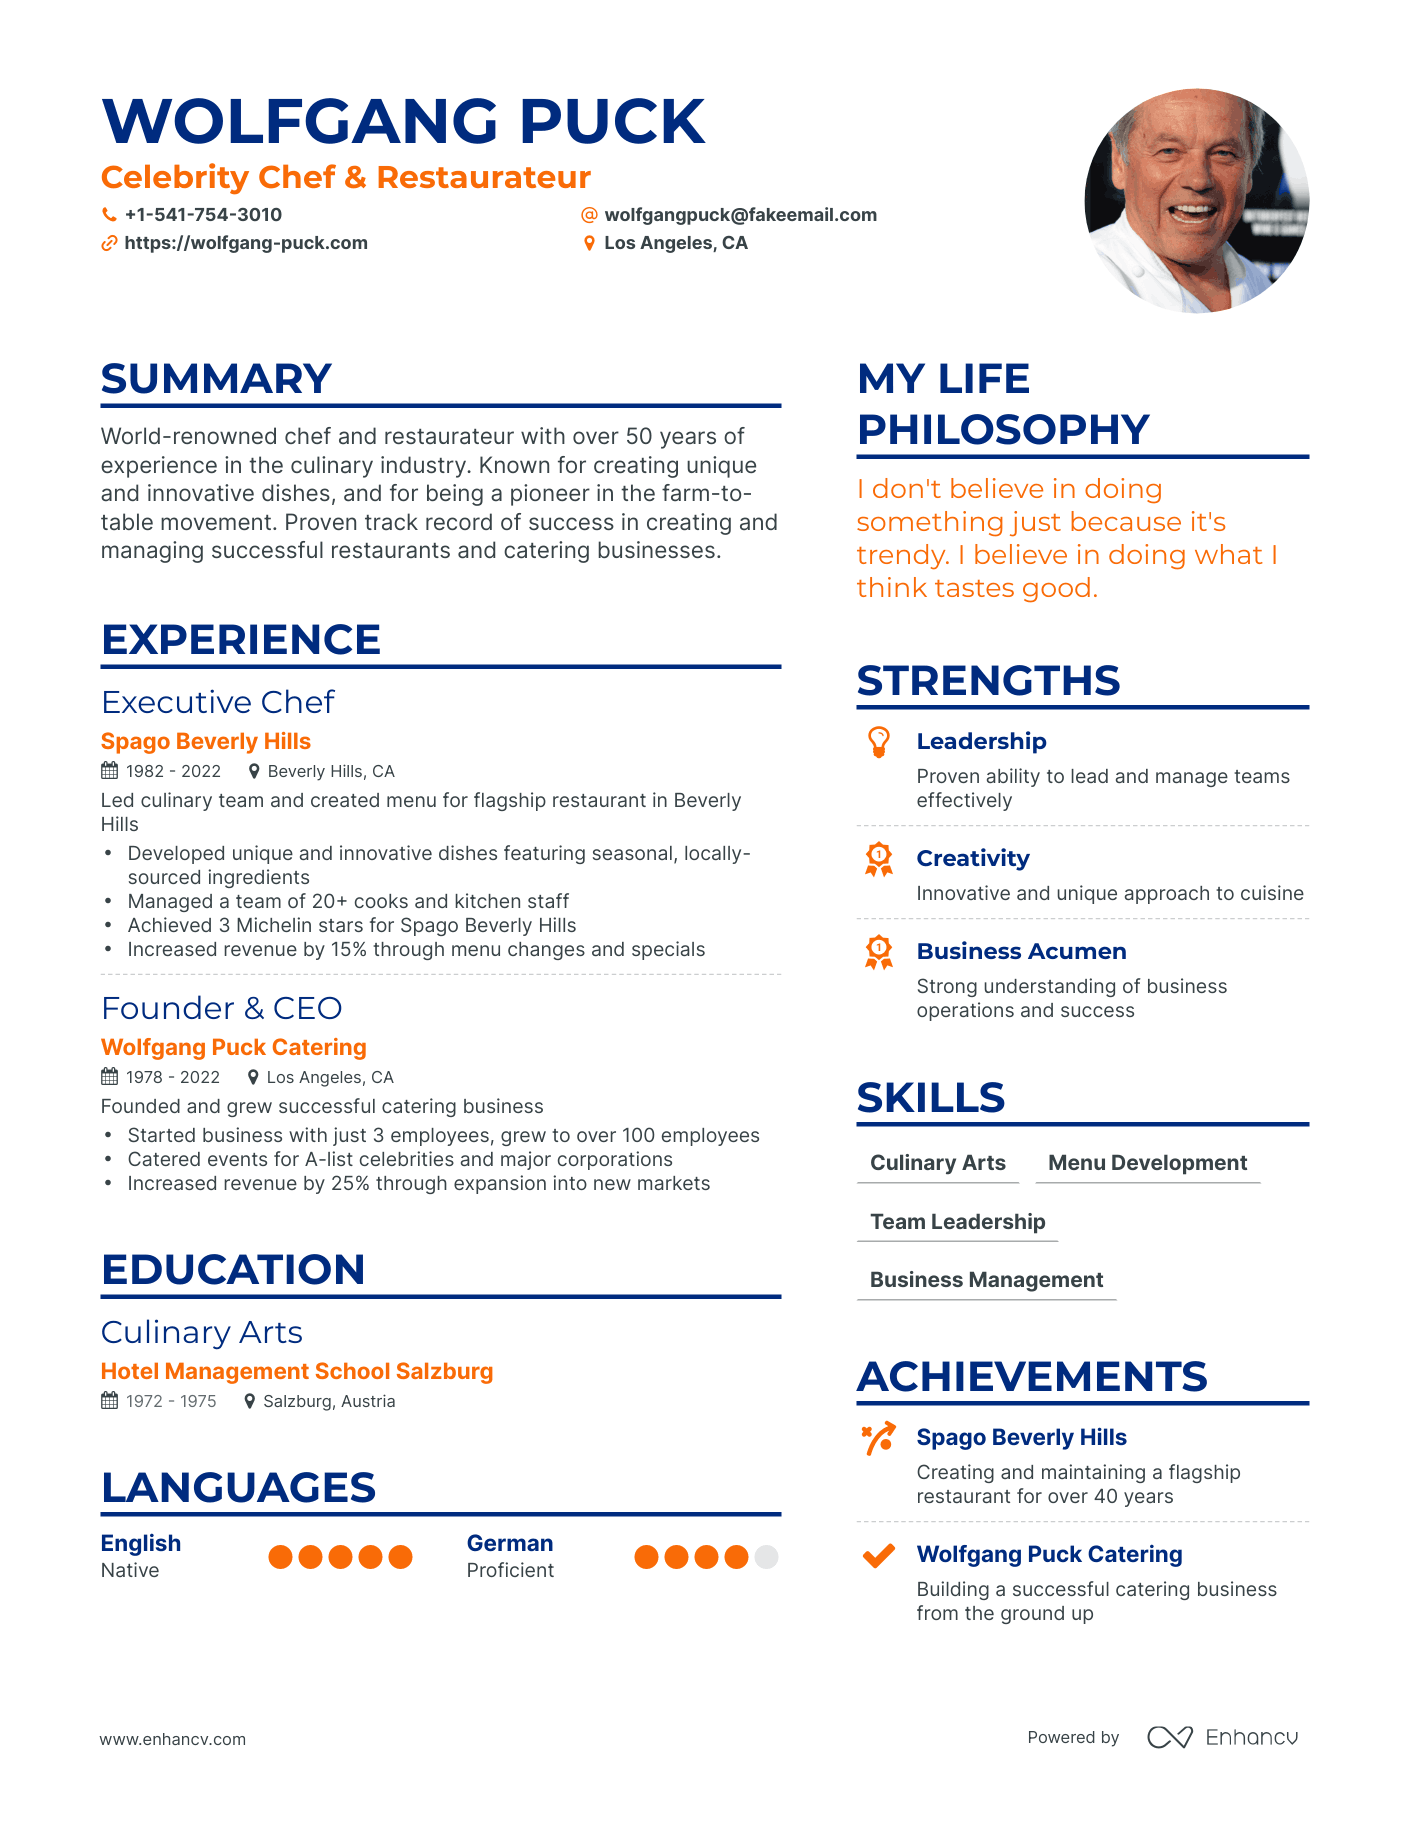 WOLFGANG PUCK
Celebrity Chef & Restaurateur
+1-541-754-3010
wolfgangpuck@fakeemail.com
https://wolfgang-puck.com
Los Angeles, CA
SUMMARY
World-renowned chef and restaurateur with over 50 years of
experience in the culinary industry. Known for creating unique
and innovative dishes, and for being a pioneer in the farm-to-
table movement. Proven track record of success in creating and
managing successful restaurants and catering businesses.
EXPERIENCE
Executive Chef
Spago Beverly Hills
1982 - 2022 Beverly Hills, CA
Led culinary team and created menu for flagship restaurant in Beverly
Hills
• Developed unique and innovative dishes featuring seasonal, locally-
sourced ingredients
• Managed a team of 20+ cooks and kitchen staff
• Achieved 3 Michelin stars for Spago Beverly Hills
• Increased revenue by 15% through menu changes and specials
Founder & CEO
Wolfgang Puck Catering
1978 - 2022 Los Angeles, CA
Founded and grew successful catering business
• Started business with just 3 employees, grew to over 100 employees
• Catered events for A-list celebrities and major corporations
• Increased revenue by 25% through expansion into new markets
EDUCATION
Culinary Arts
Hotel Management School Salzburg
1972 - 1975 Salzburg, Austria
LANGUAGES
English
Native
German
Proficient
MY LIFE
PHILOSOPHY
I don't believe in doing
something just because it's
trendy. I believe in doing what I
think tastes good.
STRENGTHS
Leadership
Proven ability to lead and manage teams
effectively
1
Creativity
Innovative and unique approach to cuisine
1
Business Acumen
Strong understanding of business
operations and success
SKILLS
Culinary Arts Menu Development
Team Leadership
Business Management
ACHIEVEMENTS
Spago Beverly Hills
Creating and maintaining a flagship
restaurant for over 40 years
Wolfgang Puck Catering
Building a successful catering business
from the ground up
www.enhancv.com
Powered by Enhancv